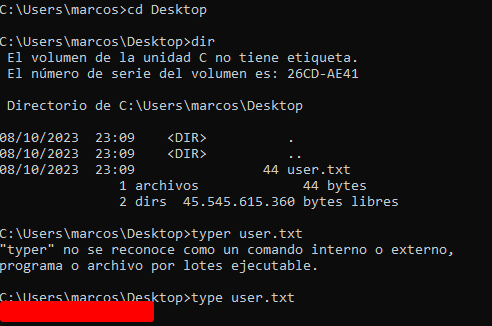 C:\Users\marcos>cd Desktop
C:\Users\marcos\Desktop>dir
El volumen de la unidad C no tiene etiqueta.
El número de serie del volumen es: 26CD-AE41
Directorio de C:\Users\marcos\Desktop
08/10/2023  23:09    <DIR>          .
08/10/2023  23:09    <DIR>          ..
08/10/2023  23:09                44 user.txt
1 archivos             44 bytes
2 dirs  45.545.615.360 bytes libres
C:\Users\marcos\Desktop>typer user.txt
"typer" no se reconoce como un comando interno o externo,
programa o archivo por lotes ejecutable.
C:\Users\marcos\Desktop>type user.txt